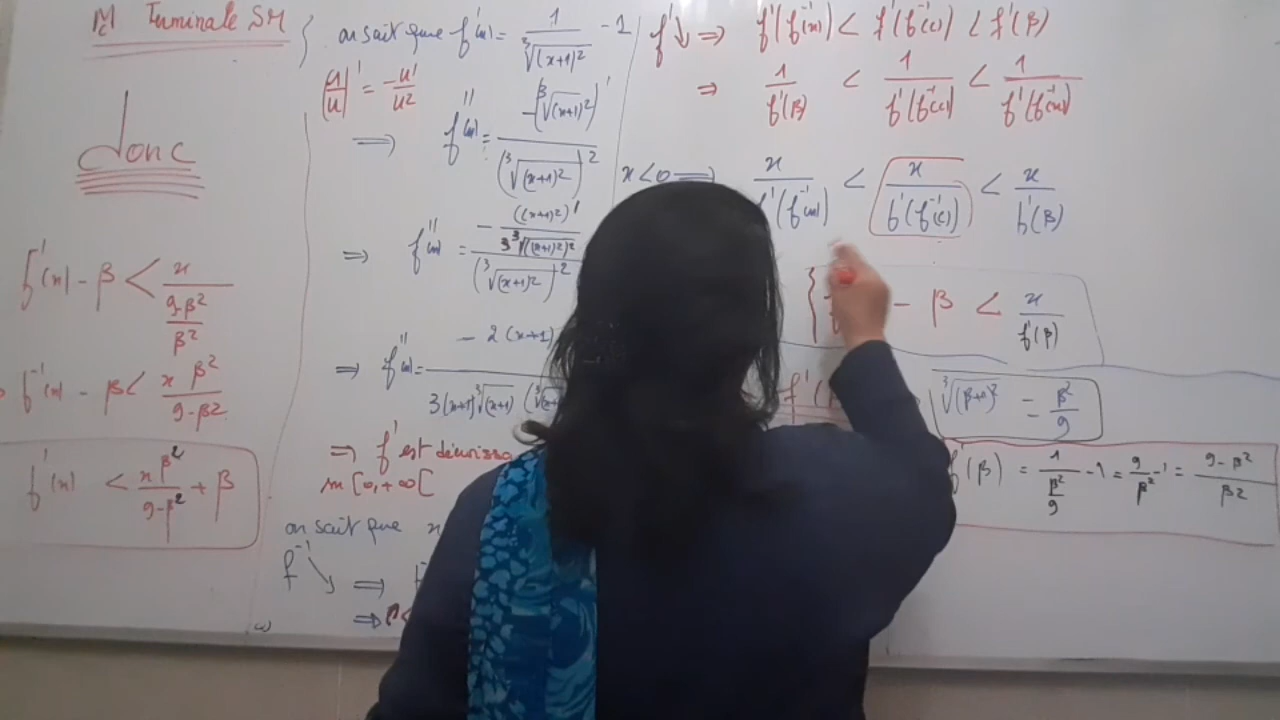 Terminale SM
donc
f⁻¹(x) - β < x / ((9-β²)/β²)
f⁻¹(x) - β < xβ² / (9-β²)
f⁻¹(x) < xβ² / (9-β²) + β
on sait que f'(x) = 1/∛((x+1)²) - 1
(1/u)' = -u'/u²
⇒ f''(x) = -(∛((x+1)²))' / (∛((x+1)²))²
⇒ f''(x) = -(((x+1)²)' / (3 ∛(((x+1)²)²))) / (∛((x+1)²))²
⇒ f''(x) = -2(x+1) / 3(x+1) ∛(x+1) (∛(x+
⇒ f' est
[0, +∞[
on sait que x
f⁻¹ ↘ ⇒
⇒ β <
f' ↘ ⇒ f'(f⁻¹(x)) < f'(f⁻¹(c)) < f'(β)
⇒ 1/f'(β) < 1/f'(f⁻¹(c)) < 1/f'(f⁻¹(x))
x < 0 ⇒ x/f'(f⁻¹(x)) < x/f'(f⁻¹(c)) < x/f'(β)
- β < x/f'(β)
∛((β+1)²) = β²/9
f'(β) = 1/(β²/9) - 1 = 9/β² - 1 = (9-β²)/β²